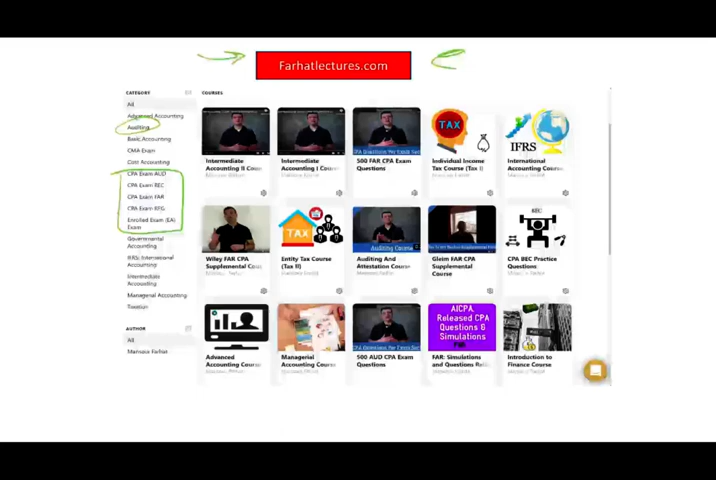 Farhatlectures.com
CATEGORY
All
Advanced Accounting
Auditing
Basic Accounting
CMA Exam
Cost Accounting
CPA Exam AUD
CPA Exam BEC
CPA Exam FAR
CPA Exam REG
Enrolled Exam (EA)
Exam
Governmental
Accounting
IFRS: International
Accounting
Intermediate
Accounting
Managerial Accounting
Taxation
AUTHOR
All
Mansour Farhat
COURSES
Intermediate
Accounting II Cours
Intermediate
Accounting I Course
500 FAR CPA Exam
Questions
TAX
Individual Income
Tax Course (Tax I)
IFRS
International
Accounting Course
Wiley FAR CPA
Supplemental Cours
TAX
Entity Tax Course
(Tax II)
Auditing Course
Auditing And
Attestation Course
Gleim FAR CPA
Supplemental
Course
BEC
CPA BEC Practice
Questions
Advanced
Accounting Course
Managerial
Accounting Course
500 AUD CPA Exam
Questions
AICPA
Released CPA
Questions &
Simulations
FAR
FAR: Simulations
and Questions
Introduction to
Finance Course